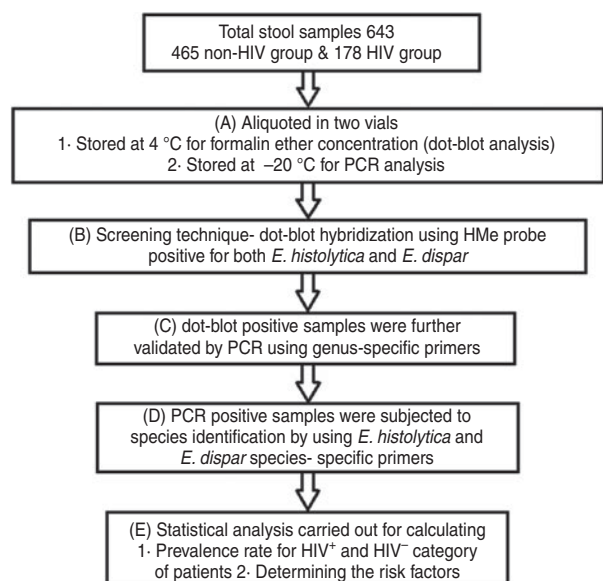 Total stool samples 643
465 non-HIV group & 178 HIV group
(A) Aliquoted in two vials
1· Stored at 4 °C for formalin ether concentration (dot-blot analysis)
2· Stored at –20 °C for PCR analysis
(B) Screening technique- dot-blot hybridization using HMe probe
positive for both E. histolytica and E. dispar
(C) dot-blot positive samples were further
validated by PCR using genus-specific primers
(D) PCR positive samples were subjected to
species identification by using E. histolytica and
E. dispar species- specific primers
(E) Statistical analysis carried out for calculating
1· Prevalence rate for HIV⁺ and HIV⁻ category
of patients 2· Determining the risk factors